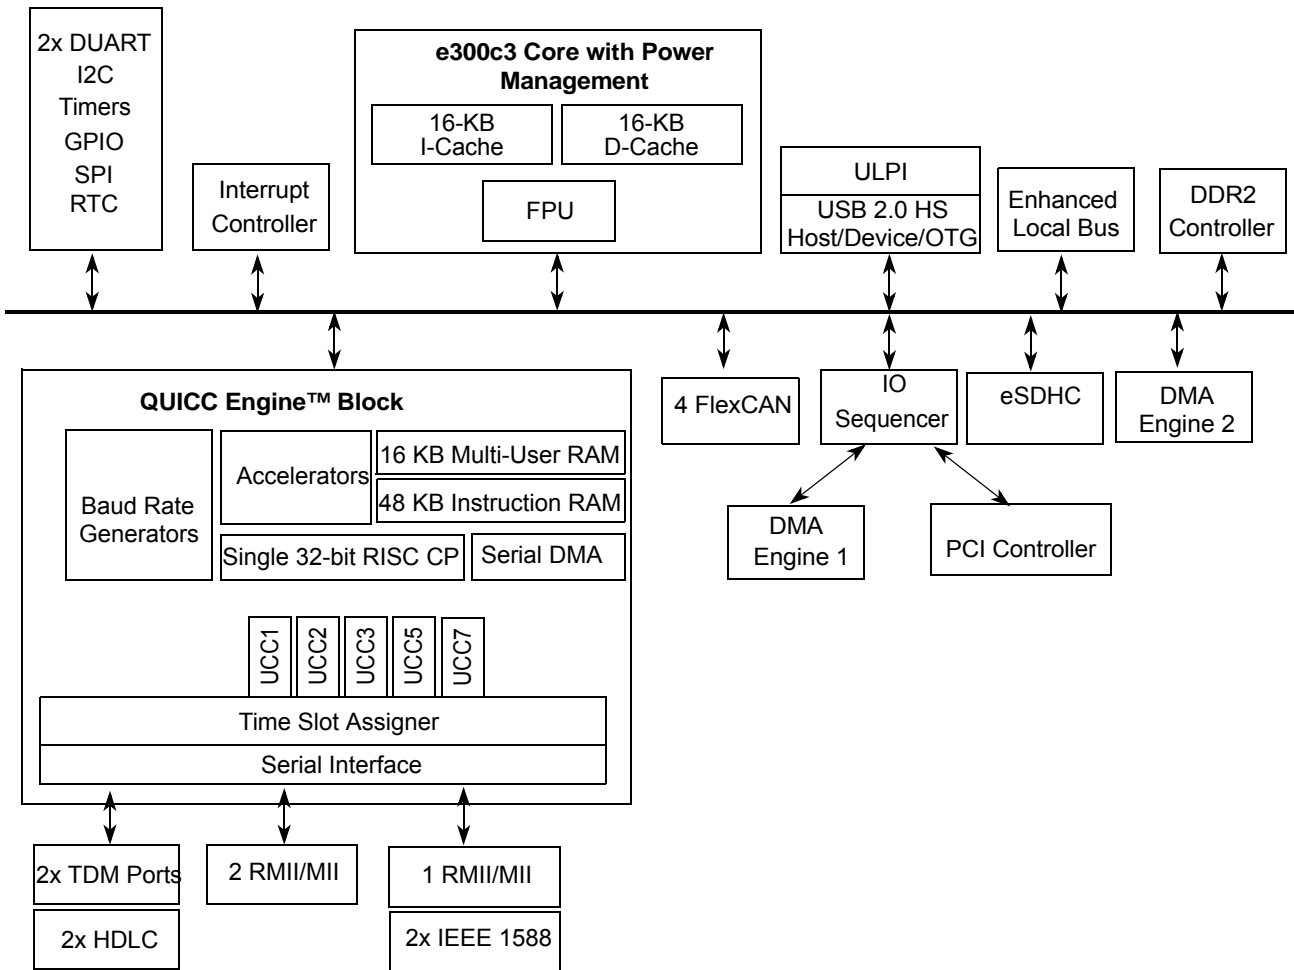 2x DUART
I2C
Timers
GPIO
SPI
RTC
Interrupt
Controller
e300c3 Core with Power
Management
16-KB
I-Cache
16-KB
D-Cache
FPU
ULPI
USB 2.0 HS
Host/Device/OTG
Enhanced
Local Bus
DDR2
Controller
QUICC Engine™ Block
Baud Rate
Generators
Accelerators
16 KB Multi-User RAM
48 KB Instruction RAM
Single 32-bit RISC CP
Serial DMA
UCC1
UCC2
UCC3
UCC5
UCC7
Time Slot Assigner
Serial Interface
4 FlexCAN
IO
Sequencer
eSDHC
DMA
Engine 2
DMA
Engine 1
PCI Controller
2x TDM Ports
2x HDLC
2 RMII/MII
1 RMII/MII
2x IEEE 1588